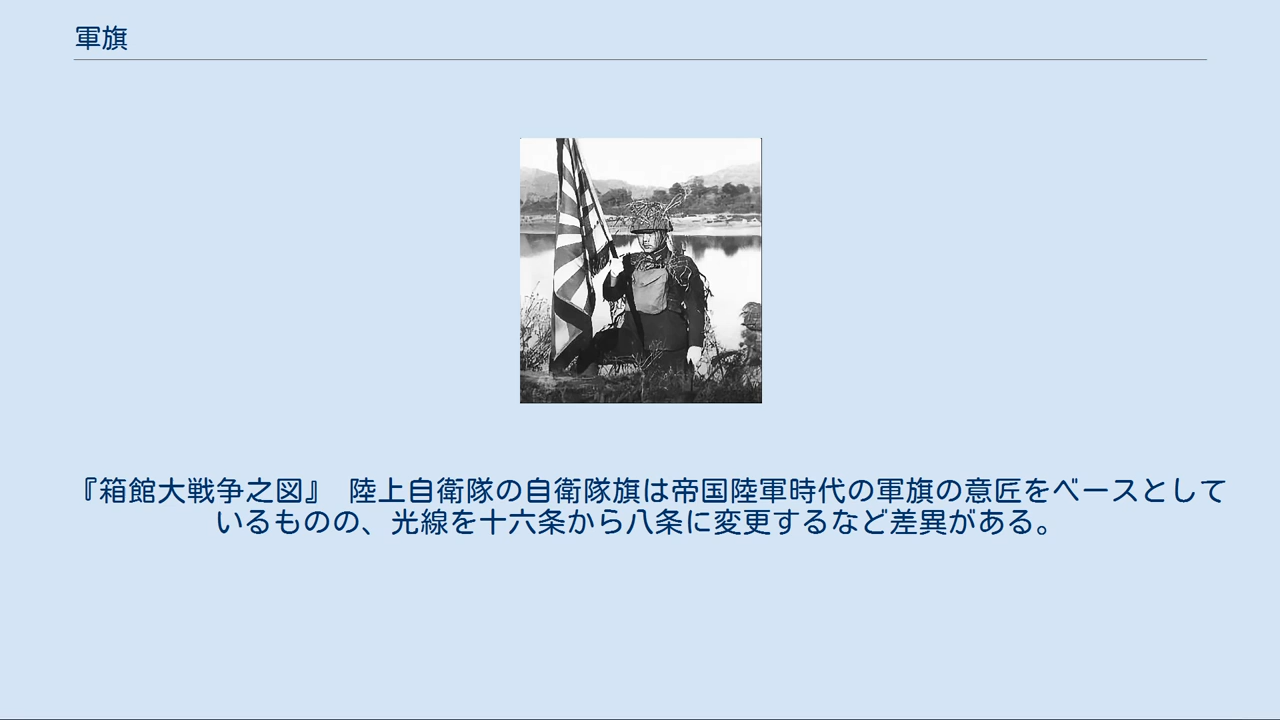 軍旗
『箱館大戦争之図』 陸上自衛隊の自衛隊旗は帝国陸軍時代の軍旗の意匠をベースとして
いるものの、光線を十六条から八条に変更するなど差異がある。